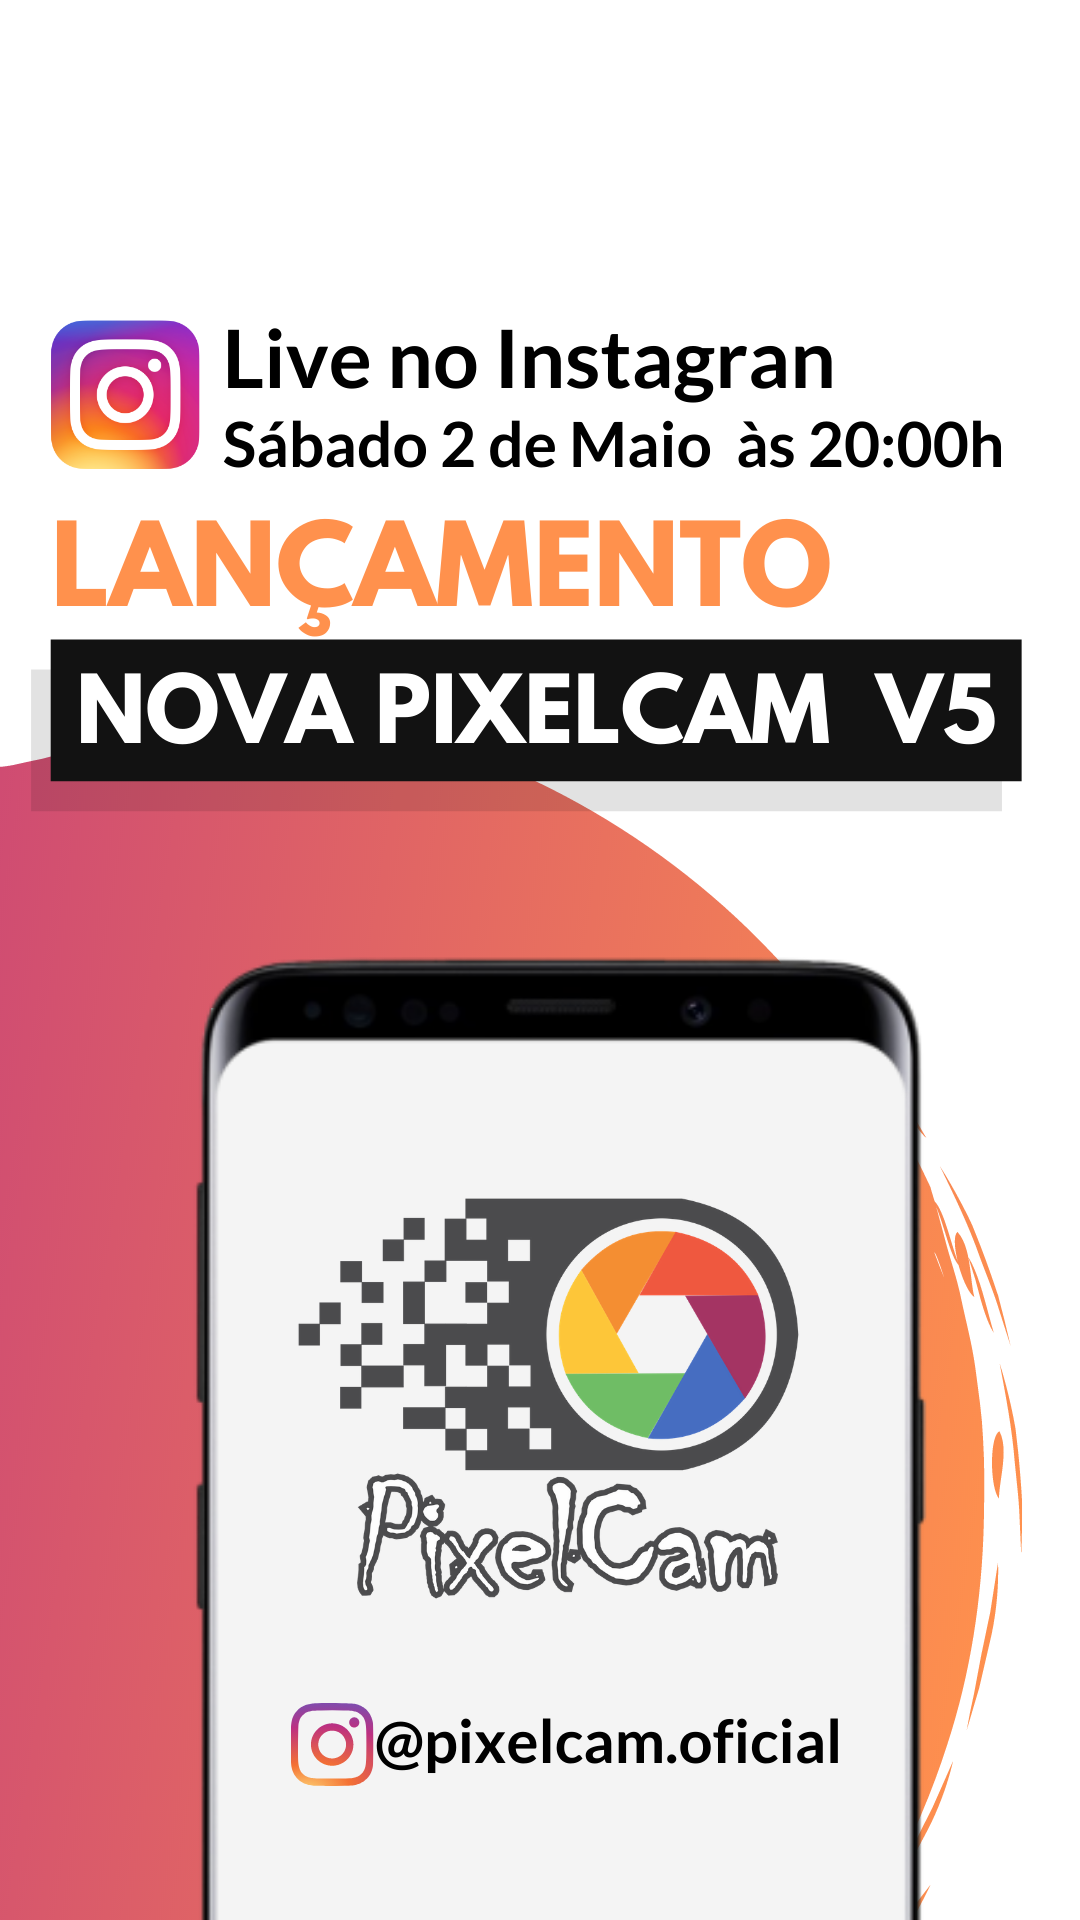 Live no Instagran
Sábado 2 de Maio às 20:00h
LANÇAMENTO
NOVA PIXELCAM V5
PixelCam
@pixelcam.oficial